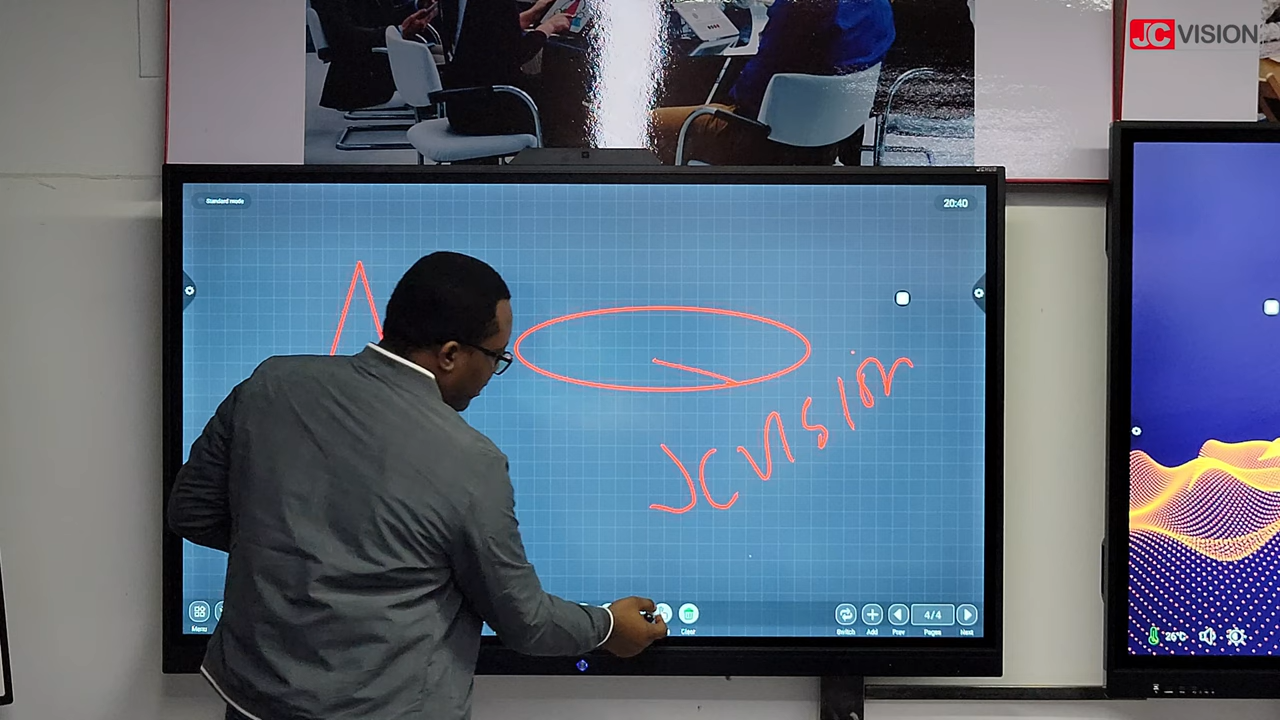 JCVISION
Standard mode
20:40
JCVISION
Menu
Clear
Switch
Add
Prev
4/4
Pages
Next
26°C